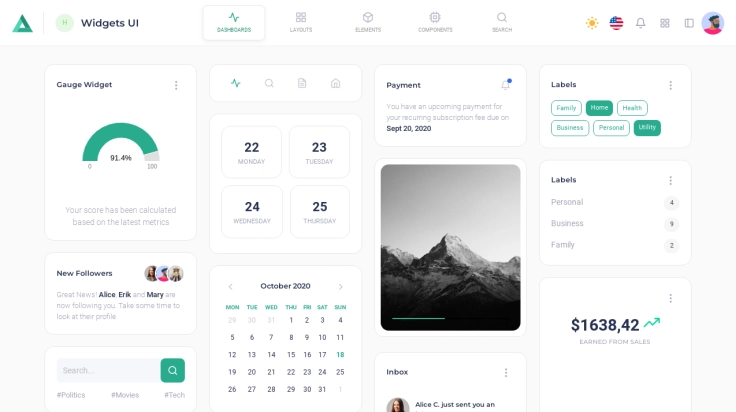 H
Widgets UI
DASHBOARDS
LAYOUTS
ELEMENTS
COMPONENTS
SEARCH
Gauge Widget
91.4%
0
100
Your score has been calculated
based on the latest metrics
New Followers
Great News! Alice, Erik and Mary are
now following you. Take some time to
look at their profile.
Search...
#Politics
#Movies
#Tech
22
MONDAY
23
TUESDAY
24
WEDNESDAY
25
THURSDAY
October 2020
MON TUE WED THU FRI SAT SUN
29 30 31 1 2 3 4
5 6 7 8 9 10 11
12 13 14 15 16 17 18
19 20 21 22 23 24 25
26 27 28 29 30 31 1
Payment
You have an upcoming payment for
your recurring subscription fee due on
Sept 20, 2020
Inbox
Alice C. just sent you an
Labels
Family Home Health
Business Personal Utility
Labels
Personal 4
Business 9
Family 2
$1638,42
EARNED FROM SALES